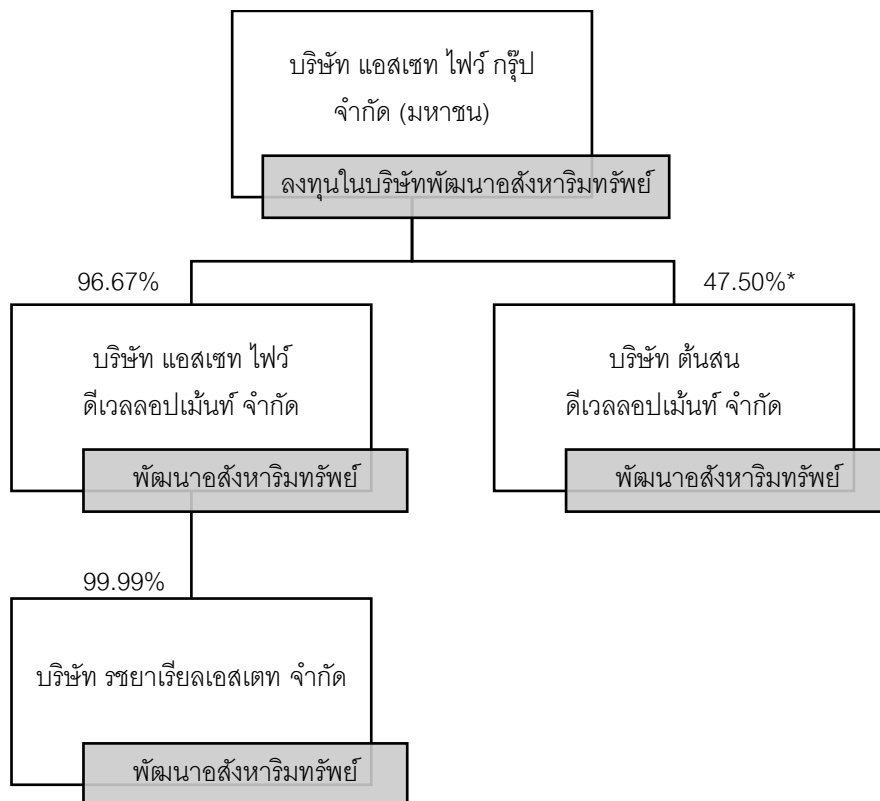 บริษัท แอสเซท ไฟว์ กรุ๊ป
จำกัด (มหาชน)
ลงทุนในบริษัทพัฒนาอสังหาริมทรัพย์
96.67%
47.50%*
บริษัท แอสเซท ไฟว์
ดีเวลลอปเม้นท์ จำกัด
พัฒนาอสังหาริมทรัพย์
บริษัท ต้นสน
ดีเวลลอปเม้นท์ จำกัด
พัฒนาอสังหาริมทรัพย์
99.99%
บริษัท รชยาเรียลเอสเตท จำกัด
พัฒนาอสังหาริมทรัพย์